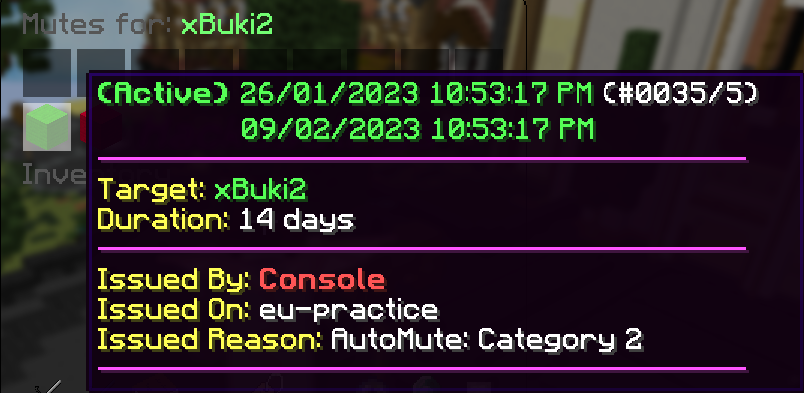 Mutes for: xBuki2
(Active) 26/01/2023 10:53:17 PM (#0035/5)
09/02/2023 10:53:17 PM
Inve
Target: xBuki2
Duration: 14 days
Issued By: Console
Issued On: eu-practice
Issued Reason: AutoMute: Category 2